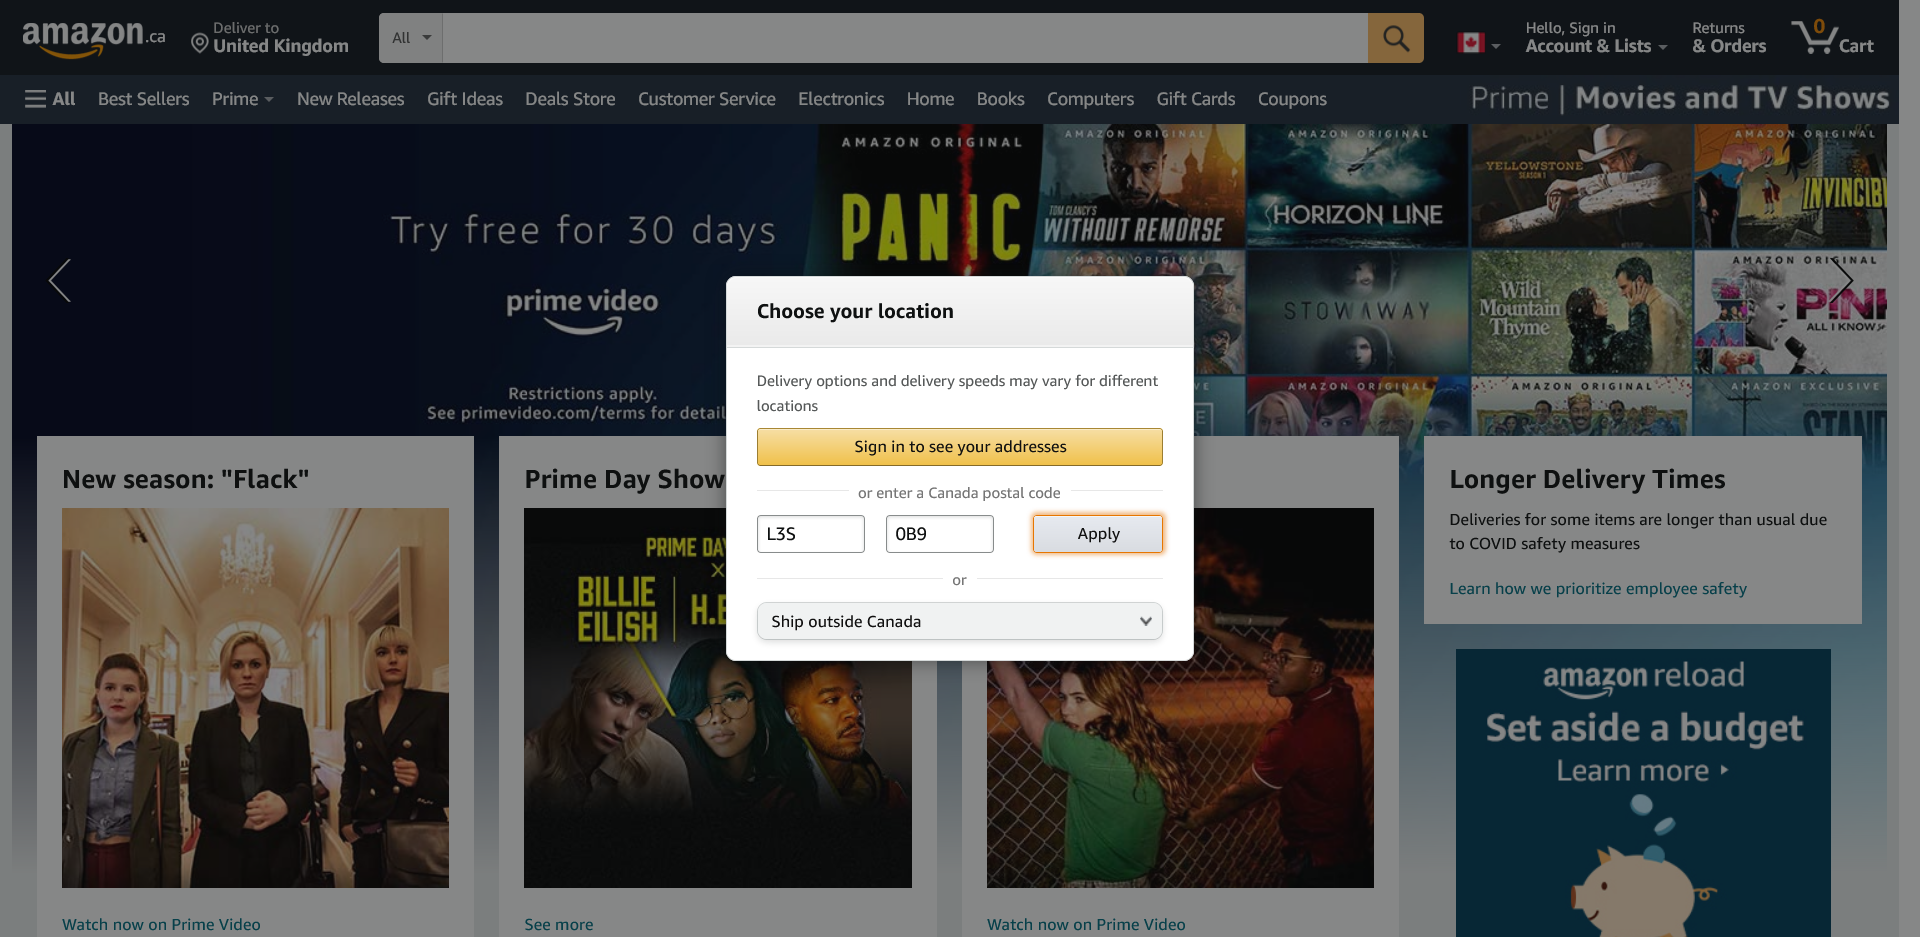 amazon.ca
Deliver to
United Kingdom
All
Hello, Sign in
Account & Lists
Returns
& Orders
0
Cart
All
Best Sellers
Prime
New Releases
Gift Ideas
Deals Store
Customer Service
Electronics
Home
Books
Computers
Gift Cards
Coupons
Prime | Movies and TV Shows
Try free for 30 days
prime video
Restrictions apply.
See primevideo.com/terms for detail
AMAZON ORIGINAL
PANIC
AMAZON ORIGINAL
TOM CLANCY'S
WITHOUT REMORSE
AMAZON ORIGINAL
HORIZON LINE
YELLOWSTONE
SEASON 1
AMAZON ORIGINAL
INVINCIB
AMAZON ORIGINAL
STOWAWAY
Wild
Mountain
Thyme
AMAZON ORIGINAL
P!NK
ALL I KNOW
AMAZON ORIGINAL
AMAZON ORIGINAL
AMAZON EXCLUSIVE
STAND
Choose your location
Delivery options and delivery speeds may vary for different
locations
Sign in to see your addresses
or enter a Canada postal code
L3S
0B9
Apply
or
Ship outside Canada
New season: "Flack"
Watch now on Prime Video
Prime Day Show
PRIME DAY
X
BILLIE
EILISH
H.E
See more
Watch now on Prime Video
Longer Delivery Times
Deliveries for some items are longer than usual due
to COVID safety measures
Learn how we prioritize employee safety
amazon reload
Set aside a budget
Learn more